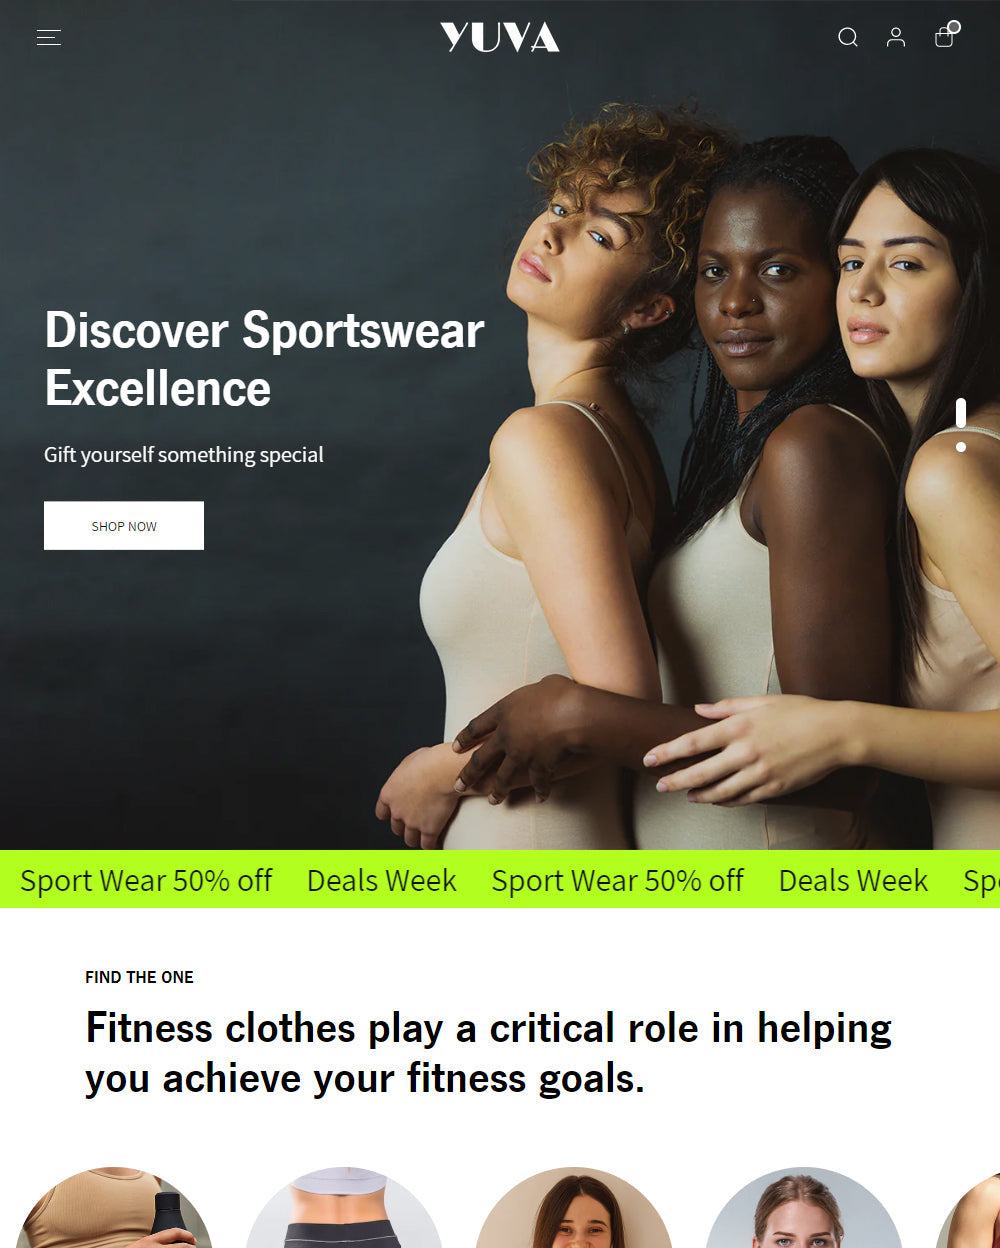 YUVA
Discover Sportswear
Excellence
Gift yourself something special
SHOP NOW
Sport Wear 50% off Deals Week Sport Wear 50% off Deals Week
FIND THE ONE
Fitness clothes play a critical role in helping
you achieve your fitness goals.